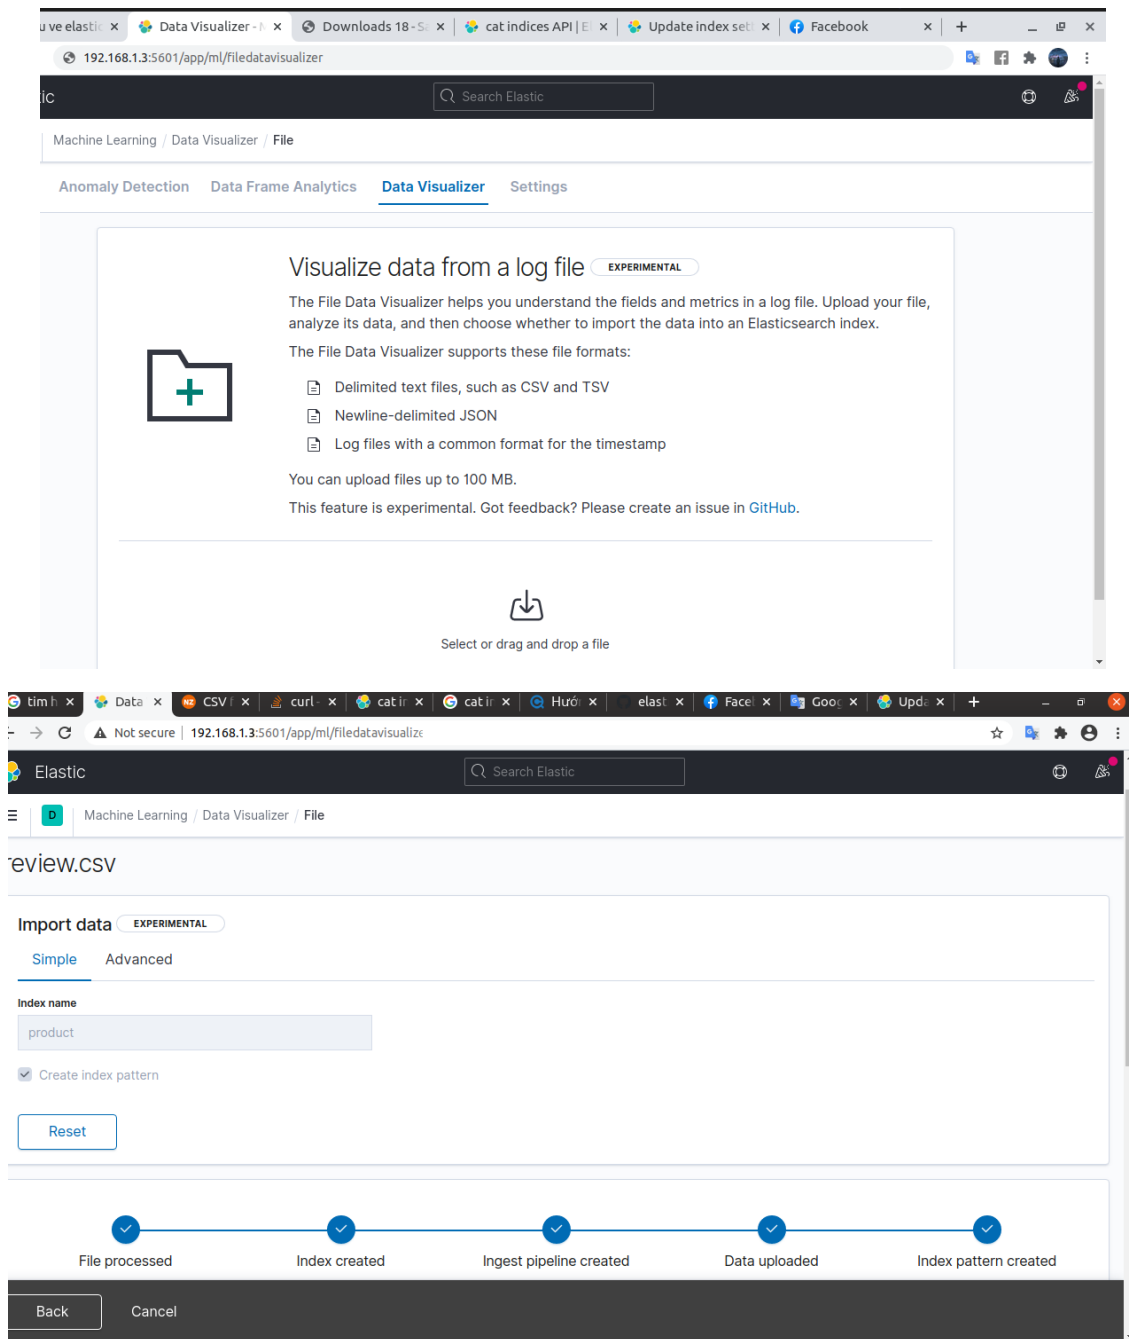 u ve elastic Data Visualizer - M Downloads 18 - Sa cat indices API | El Update index sett Facebook
192.168.1.3:5601/app/ml/filedatavisualizer
ic Search Elastic
Machine Learning / Data Visualizer / File
Anomaly Detection Data Frame Analytics Data Visualizer Settings
Visualize data from a log file EXPERIMENTAL
The File Data Visualizer helps you understand the fields and metrics in a log file. Upload your file,
analyze its data, and then choose whether to import the data into an Elasticsearch index.
The File Data Visualizer supports these file formats:
Delimited text files, such as CSV and TSV
Newline-delimited JSON
Log files with a common format for the timestamp
You can upload files up to 100 MB.
This feature is experimental. Got feedback? Please create an issue in GitHub.
Select or drag and drop a file
tim h Data CSV f curl - cat in cat in Hướ elast Face Goog Upda
Not secure 192.168.1.3:5601/app/ml/filedatavisualize
Elastic Search Elastic
D Machine Learning / Data Visualizer / File
review.csv
Import data EXPERIMENTAL
Simple Advanced
Index name
product
Create index pattern
Reset
File processed Index created Ingest pipeline created Data uploaded Index pattern created
Back Cancel